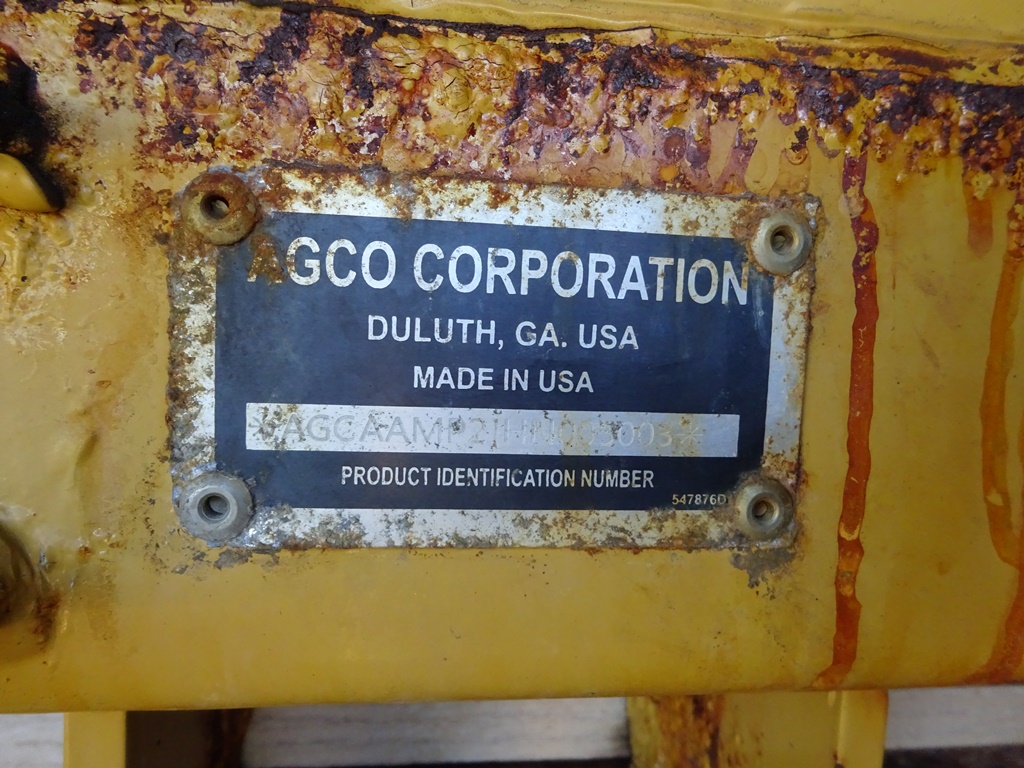 AGCO CORPORATION
DULUTH, GA. USA
MADE IN USA
PRODUCT IDENTIFICATION NUMBER
547876D